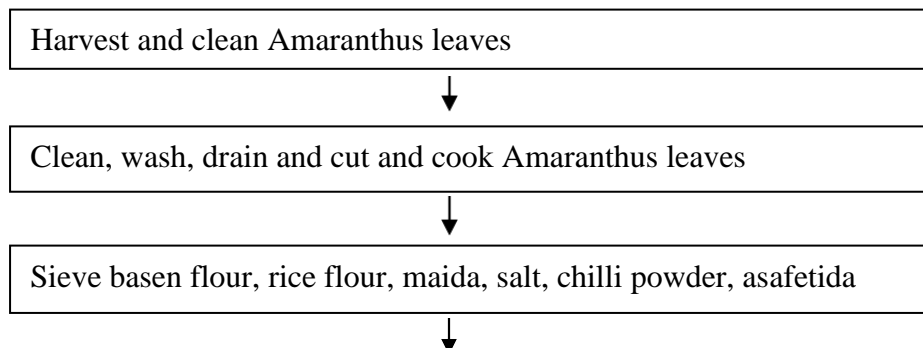 Harvest and clean Amaranthus leaves
Clean, wash, drain and cut and cook Amaranthus leaves
Sieve basen flour, rice flour, maida, salt, chilli powder, asafetida